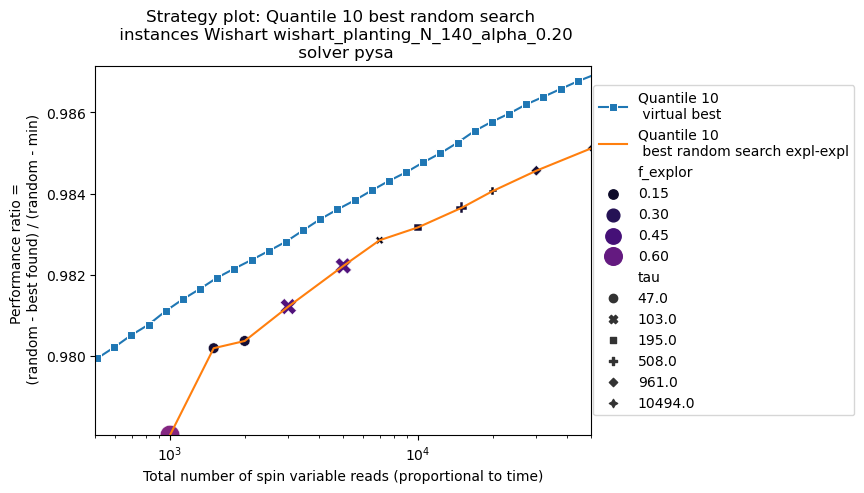 Strategy plot: Quantile 10 best random search
instances Wishart wishart_planting_N_140_alpha_0.20
solver pysa
Performance ratio =
(random - best found) / (random - min)
0.986
0.984
0.982
0.980
10³
10⁴
Total number of spin variable reads (proportional to time)
Quantile 10
virtual best
Quantile 10
best random search expl-expl
f_explor
0.15
0.30
0.45
0.60
tau
47.0
103.0
195.0
508.0
961.0
10494.0